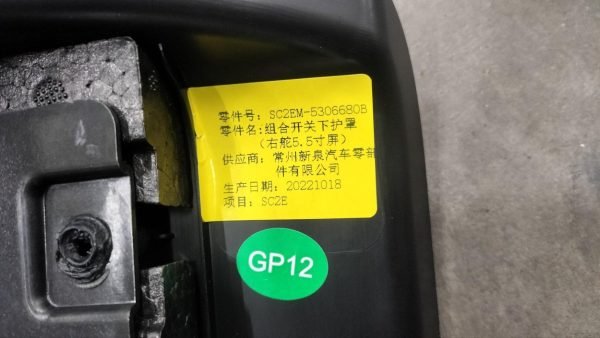 零件号: SC2EM-5306680B
零件名:组合开关下护罩
(右舵5.5寸屏)
供应商: 常州新泉汽车零部
件有限公司
生产日期: 20221018
项目: SC2E
GP12